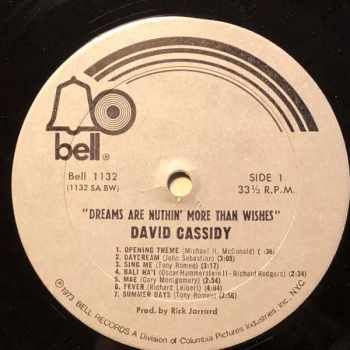 bell®
Bell 1132
(1132 SA BW)
SIDE 1
33⅓ R.P.M.
"DREAMS ARE NUTHIN' MORE THAN WISHES"
DAVID CASSIDY
1. OPENING THEME (Michael H. McDonald) ( :36)
2. DAYDREAM (John Sebastian) (3:05)
3. SING ME (Tony Romeo) (3:17)
4. BALI HA'I (Oscar Hammerstein II - Richard Rodgers) (2:34)
5. MAE (Gary Montgomery) (2:54)
6. FEVER (Richard Leibert) (2:34)
7. SUMMER DAYS (Tony Romeo) (2:56)
Prod. by Rick Jarrard
©1973 BELL RECORDS A Division of Columbia Pictures Industries, Inc., NYC